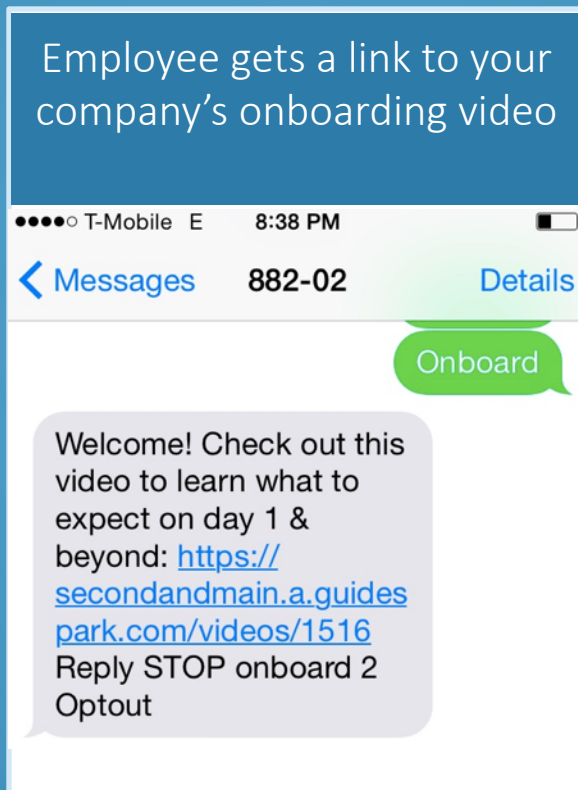 Employee gets a link to your
company’s onboarding video
T-Mobile E 8:38 PM
Messages 882-02 Details
Onboard
Welcome! Check out this
video to learn what to
expect on day 1 &
beyond: https://
secondandmain.a.guides
park.com/videos/1516
Reply STOP onboard 2
Optout